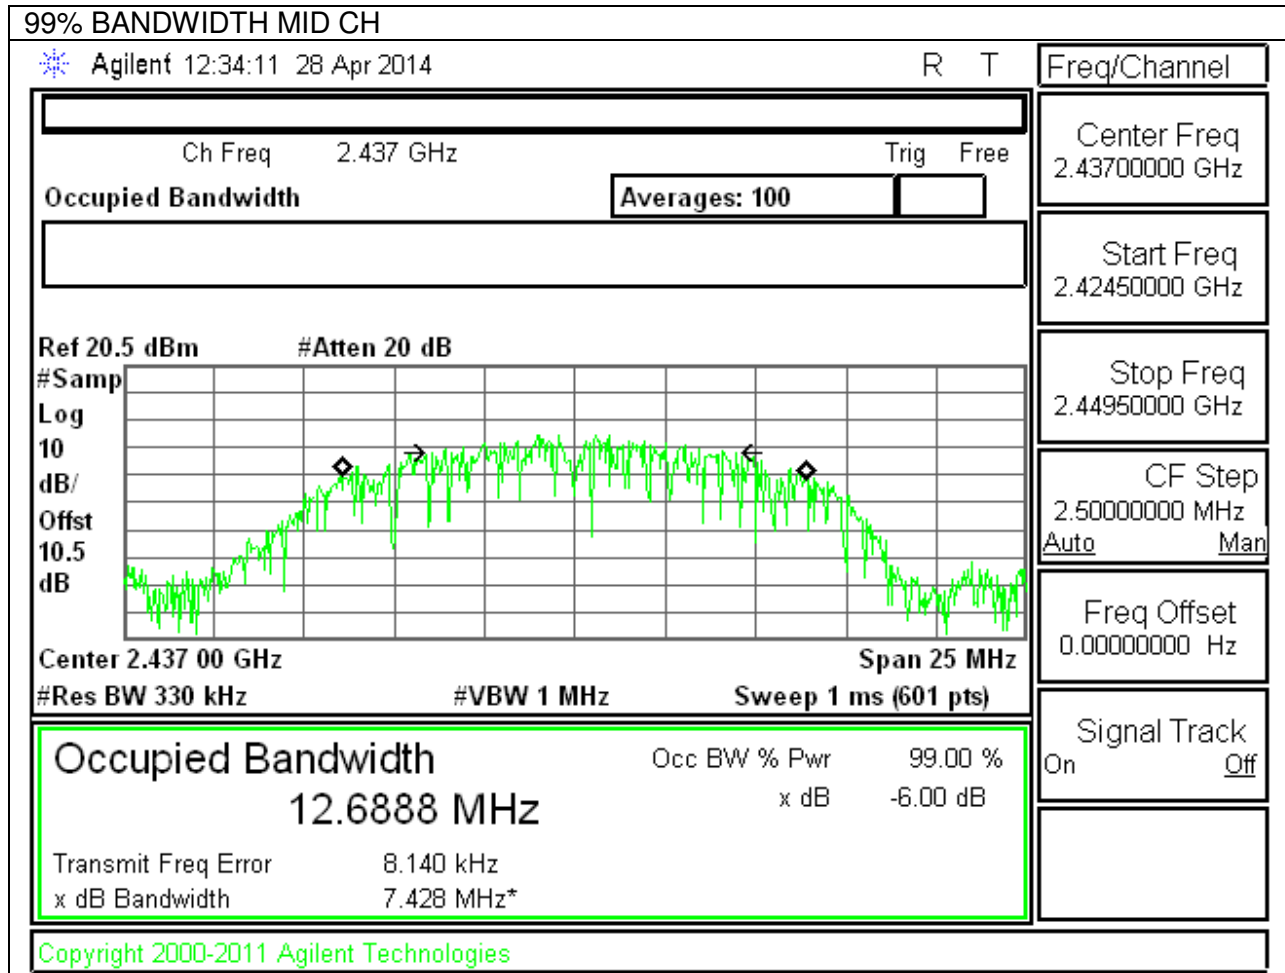 99% BANDWIDTH MID CH
Agilent 12:34:11 28 Apr 2014 R T
Ch Freq 2.437 GHz Trig Free
Occupied Bandwidth Averages: 100
Ref 20.5 dBm #Atten 20 dB
#Samp
Log
10
dB/
Offst
10.5
dB
Center 2.437 00 GHz Span 25 MHz
#Res BW 330 kHz #VBW 1 MHz Sweep 1 ms (601 pts)
Occupied Bandwidth Occ BW % Pwr 99.00 %
12.6888 MHz x dB -6.00 dB
Transmit Freq Error 8.140 kHz
x dB Bandwidth 7.428 MHz*
Copyright 2000-2011 Agilent Technologies
Freq/Channel
Center Freq
2.43700000 GHz
Start Freq
2.42450000 GHz
Stop Freq
2.44950000 GHz
CF Step
2.50000000 MHz
Auto Man
Freq Offset
0.00000000 Hz
Signal Track
On Off